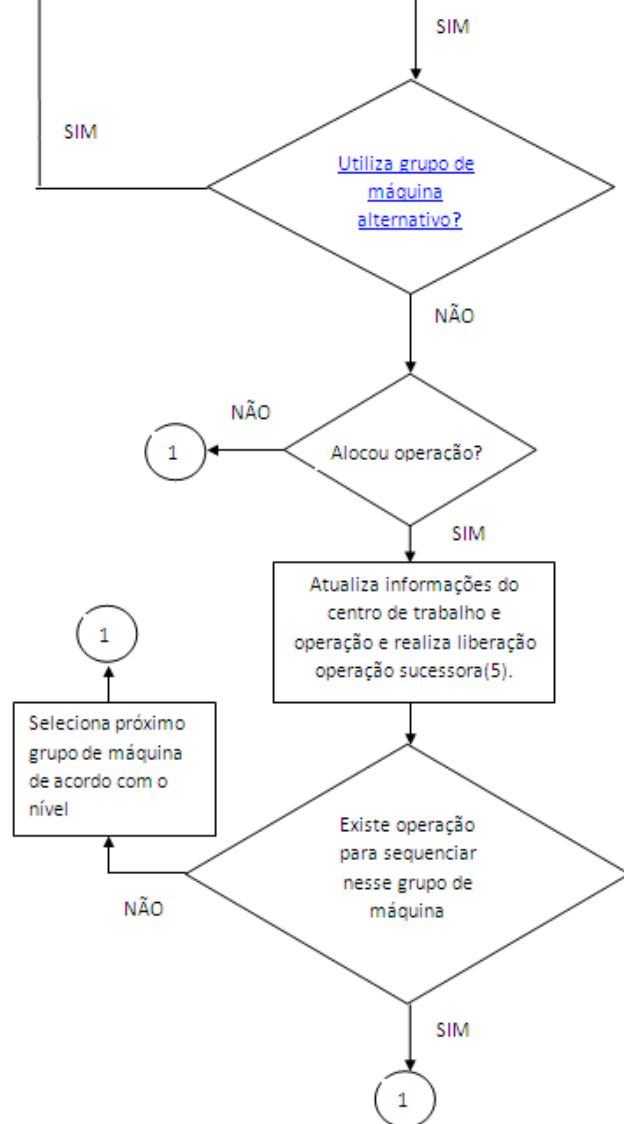 SIM
SIM
Utiliza grupo de
máquina
alternativo?
NÃO
NÃO
1
Alocou operação?
SIM
Atualiza informações do
centro de trabalho e
operação e realiza liberação
operação sucessora(5).
1
Seleciona próximo
grupo de máquina
de acordo com o
nível
Existe operação
para sequenciar
nesse grupo de
máquina
NÃO
SIM
1